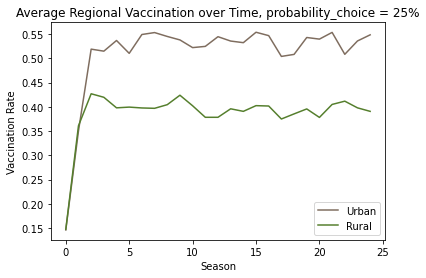 Average Regional Vaccination over Time, probability_choice = 25%
0.55
0.50
0.45
0.40
0.35
0.30
0.25
0.20
0.15
Vaccination Rate
Urban
Rural
0 5 10 15 20 25
Season